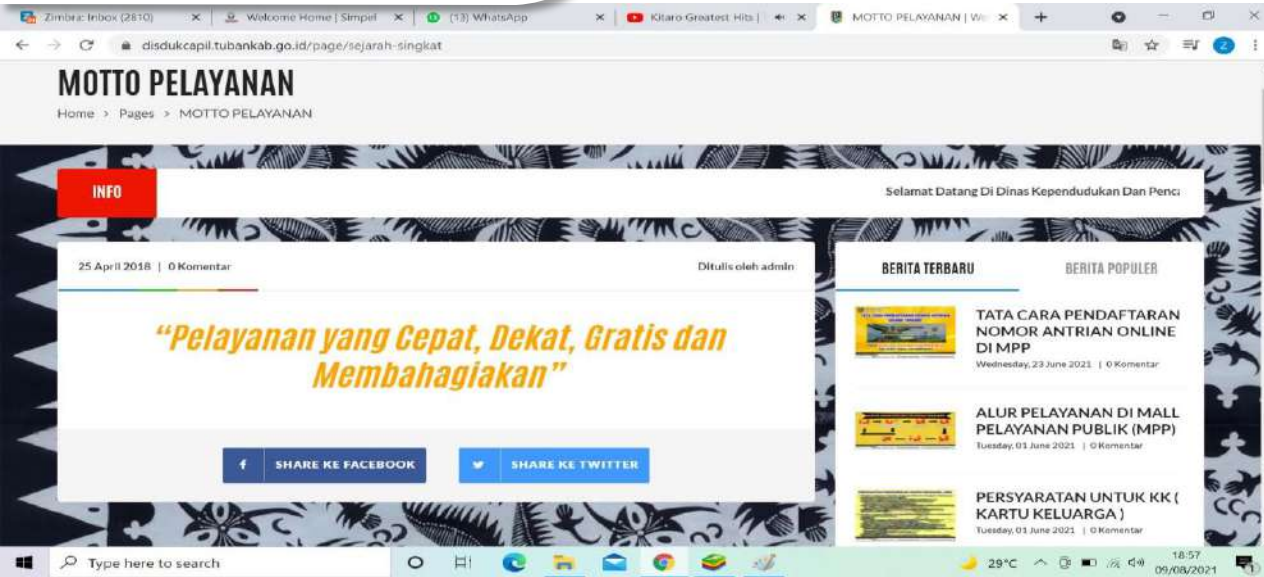 Zimbra: Inbox (2810)
Welcome Home | Simpel
(13) WhatsApp
Kitaro Greatest Hits |
MOTTO PELAYANAN | W
disdukcapil.tubankab.go.id/page/sejarah-singkat
Z
MOTTO PELAYANAN
Home > Pages > MOTTO PELAYANAN
INFO
Selamat Datang Di Dinas Kependudukan Dan Penca
25 April 2018 | 0 Komentar
Ditulis oleh admin
“Pelayanan yang Cepat, Dekat, Gratis dan
Membahagiakan”
SHARE KE FACEBOOK
SHARE KE TWITTER
BERITA TERBARU
BERITA POPULER
TATA CARA PENDAFTARAN
NOMOR ANTRIAN ONLINE
DI MPP
Wednesday, 23 June 2021 | 0 Komentar
ALUR PELAYANAN DI MALL
PELAYANAN PUBLIK (MPP)
Tuesday, 01 June 2021 | 0 Komentar
PERSYARATAN UNTUK KK (
KARTU KELUARGA )
Tuesday, 01 June 2021 | 0 Komentar
Type here to search
29°C
18:57
09/08/2021